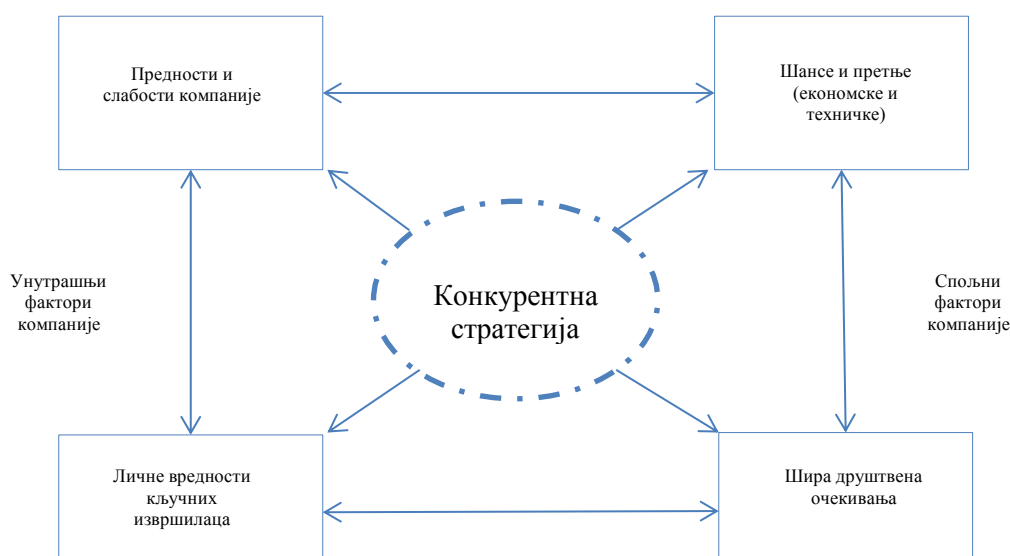 Предности и
слабости компаније
Шансе и претње
(економске и
техничке)
Унутрашњи
фактори
компаније
Конкурентна
стратегија
Спољни
фактори
компаније
Личне вредности
кључних
извршилаца
Шира друштвена
очекивања